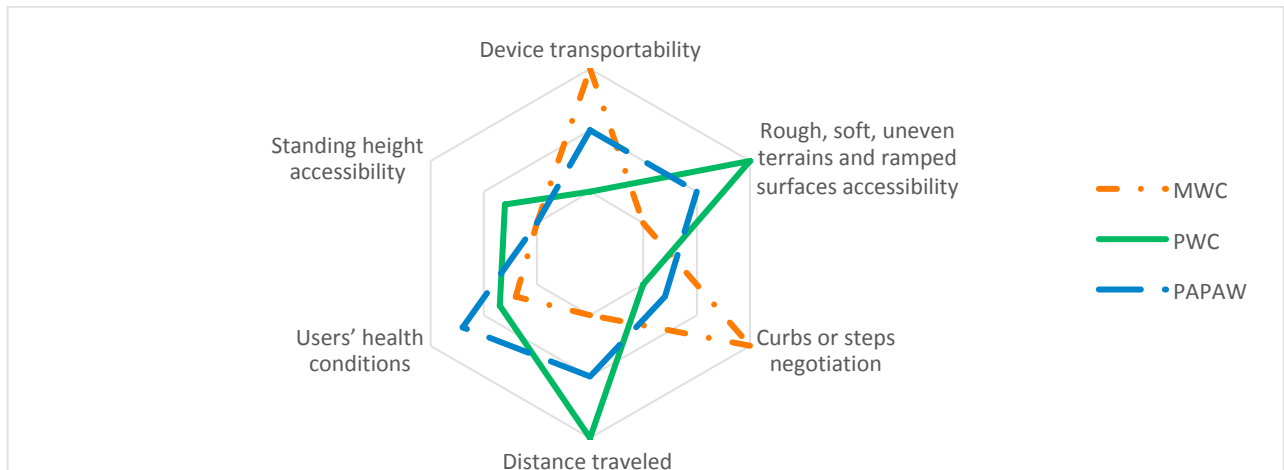 Device transportability
Standing height
accessibility
Rough, soft, uneven
terrains and ramped
surfaces accessibility
MWC
PWC
PAPAW
Users’ health
conditions
Curbs or steps
negotiation
Distance traveled